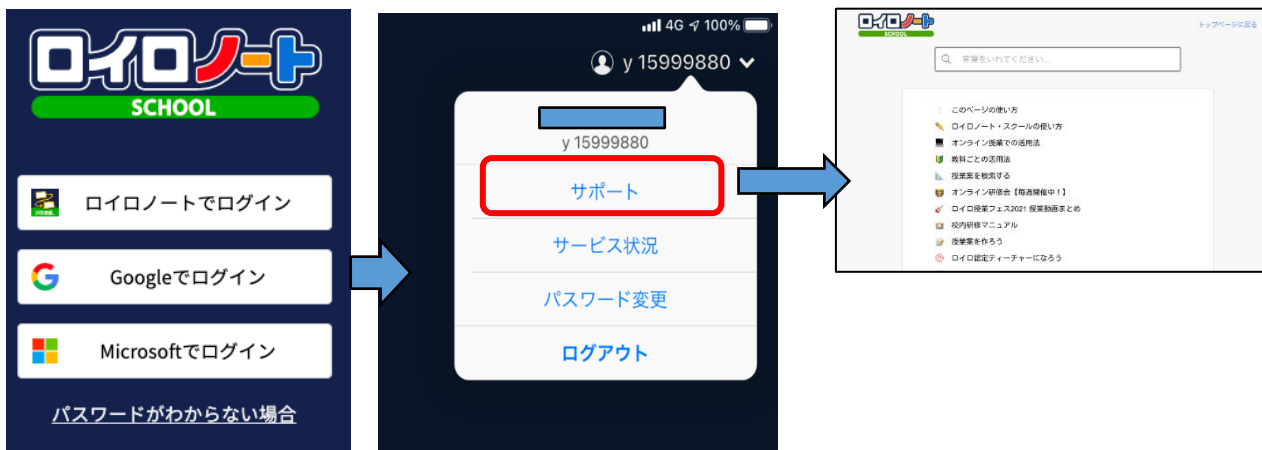 ロイロノート
SCHOOL
ロイロノートでログイン
Googleでログイン
Microsoftでログイン
パスワードがわからない場合
4G 100%
y 15999880
y 15999880
サポート
サービス状況
パスワード変更
ログアウト
ロイロノート
SCHOOL
トップページに戻る
言葉をいれてください...
このページの使い方
ロイロノート・スクールの使い方
オンライン授業での活用法
教科ごとの活用法
授業案を検索する
オンライン研修会【毎週開催中！】
ロイロ授業フェス2021 授業動画まとめ
校内研修マニュアル
授業案を作ろう
ロイロ認定ティーチャーになろう